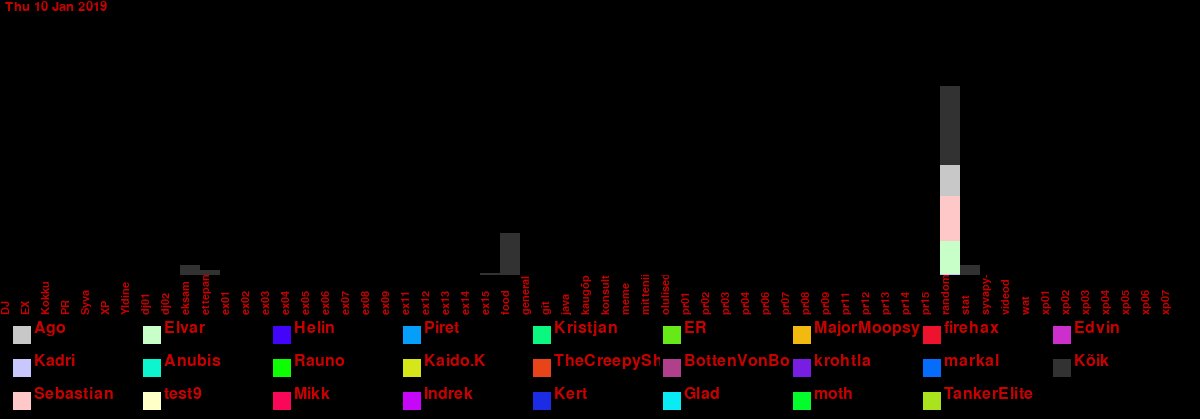 Thu 10 Jan 2019
DJ EX Kokku PR Syva XP Yldine dj01 dj02 eksam ettepan ex01 ex02 ex03 ex04 ex05 ex06 ex07 ex08 ex09 ex11 ex12 ex13 ex14 ex15 food general git java kaugõp konsult meme mitteni olulised pr01 pr02 pr03 pr04 pr06 pr07 pr08 pr09 pr11 pr12 pr13 pr14 pr15 random stat syvapy- videod wat xp01 xp02 xp03 xp04 xp05 xp06 xp07
Ago Elvar Helin Piret Kristjan ER MajorMoopsy firehax Edvin
Kadri Anubis Rauno Kaido.K TheCreepySh BottenVonBo krohtla markal Kõik
Sebastian test9 Mikk Indrek Kert Glad moth TankerElite